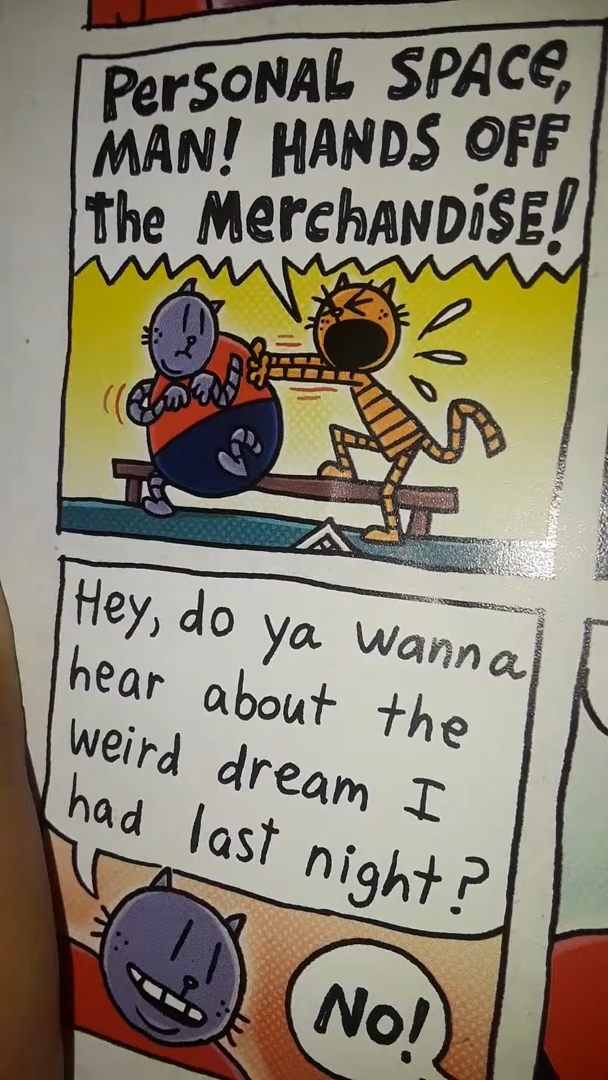 PERSONAL SPACE,
MAN! HANDS OFF
the MercHANDiSE!
Hey, do ya wanna
hear about the
weird dream I
had last night?
No!